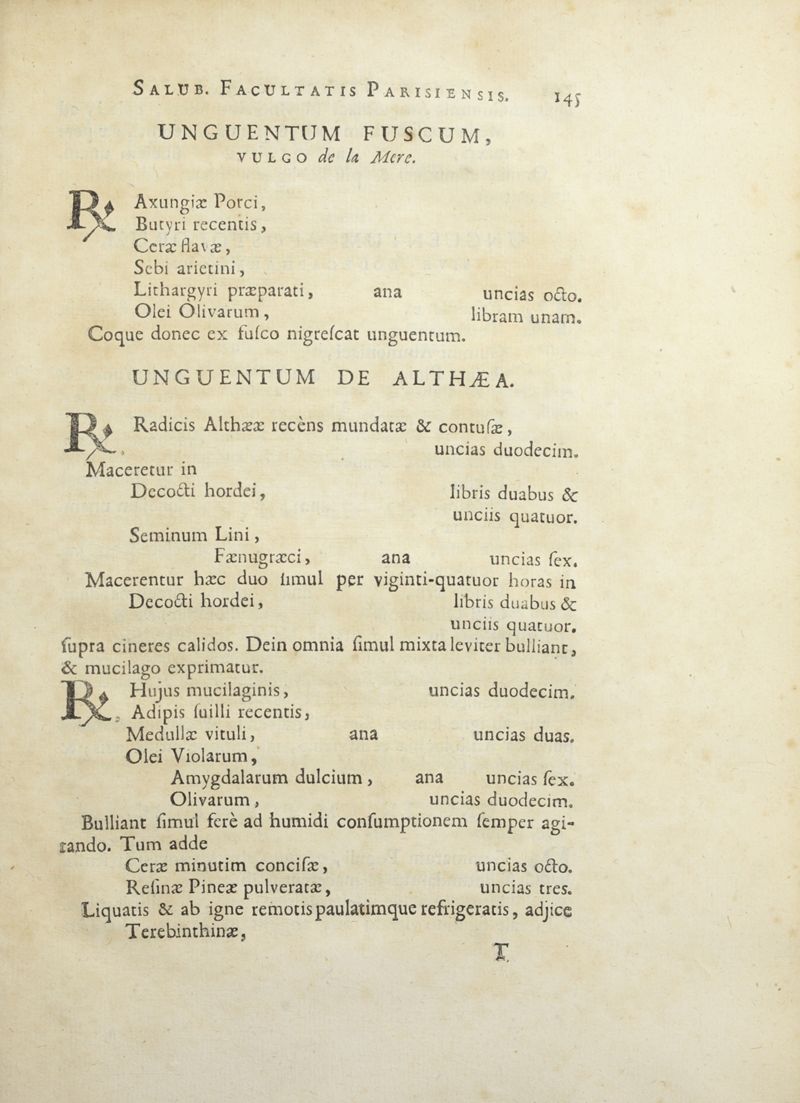 SALUB. FACULTATIS PARISIENSIS. 145
UNGUENTUM FUSCUM,
VULGO de la Mere.
℞ Axungiæ Porci,
Butyri recentis,
Ceræ flavæ,
Sebi arietini,
Lithargyri præparati, ana uncias octo.
Olei Olivarum, libram unam.
Coque donec ex fuſco nigreſcat unguentum.
UNGUENTUM DE ALTHÆA.
℞ Radicis Althææ recèns mundatæ & contuſæ,
uncias duodecim.
Maceretur in
Decocti hordei, libris duabus &
unciis quatuor.
Seminum Lini,
Fænugræci, ana uncias ſex.
Macerentur hæc duo ſimul per viginti-quatuor horas in
Decocti hordei, libris duabus &
unciis quatuor.
ſupra cineres calidos. Dein omnia ſimul mixta leviter bulliant,
& mucilago exprimatur.
℞ Hujus mucilaginis, uncias duodecim.
Adipis ſuilli recentis,
Medullæ vituli, ana uncias duas.
Olei Violarum,
Amygdalarum dulcium, ana uncias ſex.
Olivarum, uncias duodecim.
Bulliant ſimul ferè ad humidi conſumptionem ſemper agi-
tando. Tum adde
Ceræ minutim conciſæ, uncias octo.
Reſinæ Pineæ pulveratæ, uncias tres.
Liquatis & ab igne remotis paulatimque refrigeratis, adjice
Terebinthinæ,
T